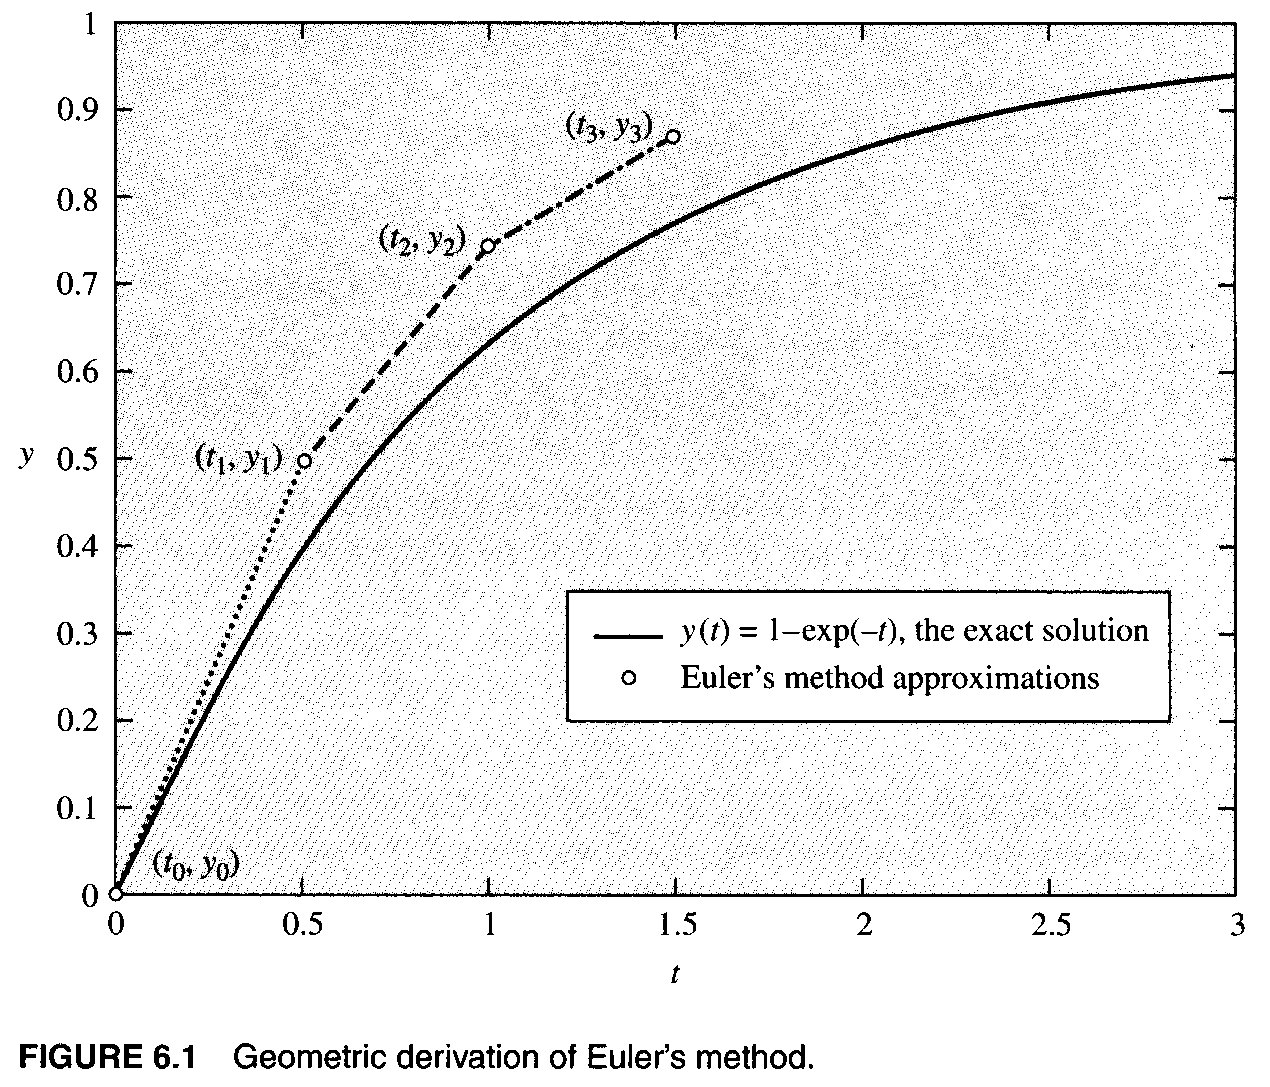 1
0.9
(t₃, y₃)
0.8
(t₂, y₂)
0.7
0.6
y
0.5
(t₁, y₁)
0.4
y(t) = 1–exp(–t), the exact solution
0.3
Euler's method approximations
0.2
0.1
(t₀, y₀)
0
0 0.5 1 1.5 2 2.5 3
t
FIGURE 6.1 Geometric derivation of Euler's method.